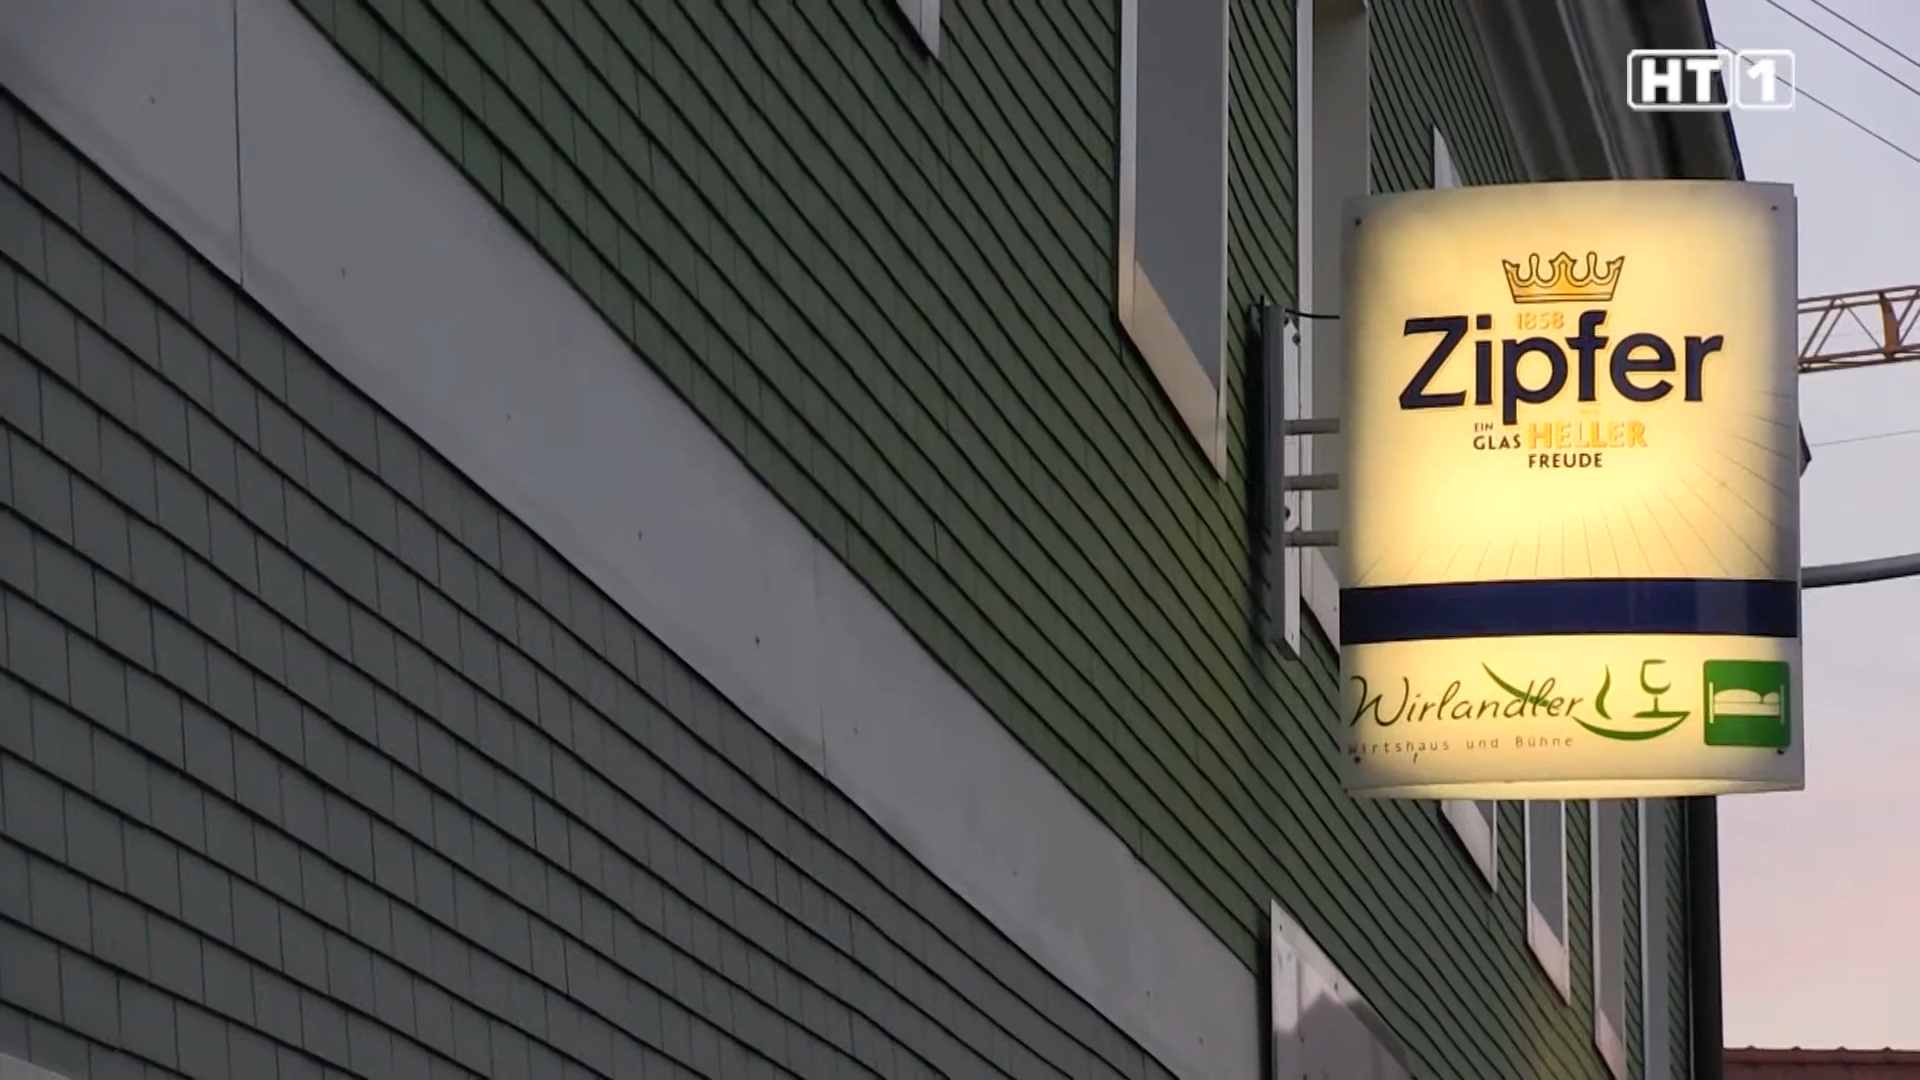 HT1
1858
Zipfer
EIN
GLAS HELLER
FREUDE
Wirlandler
Wirtshaus und Bühne